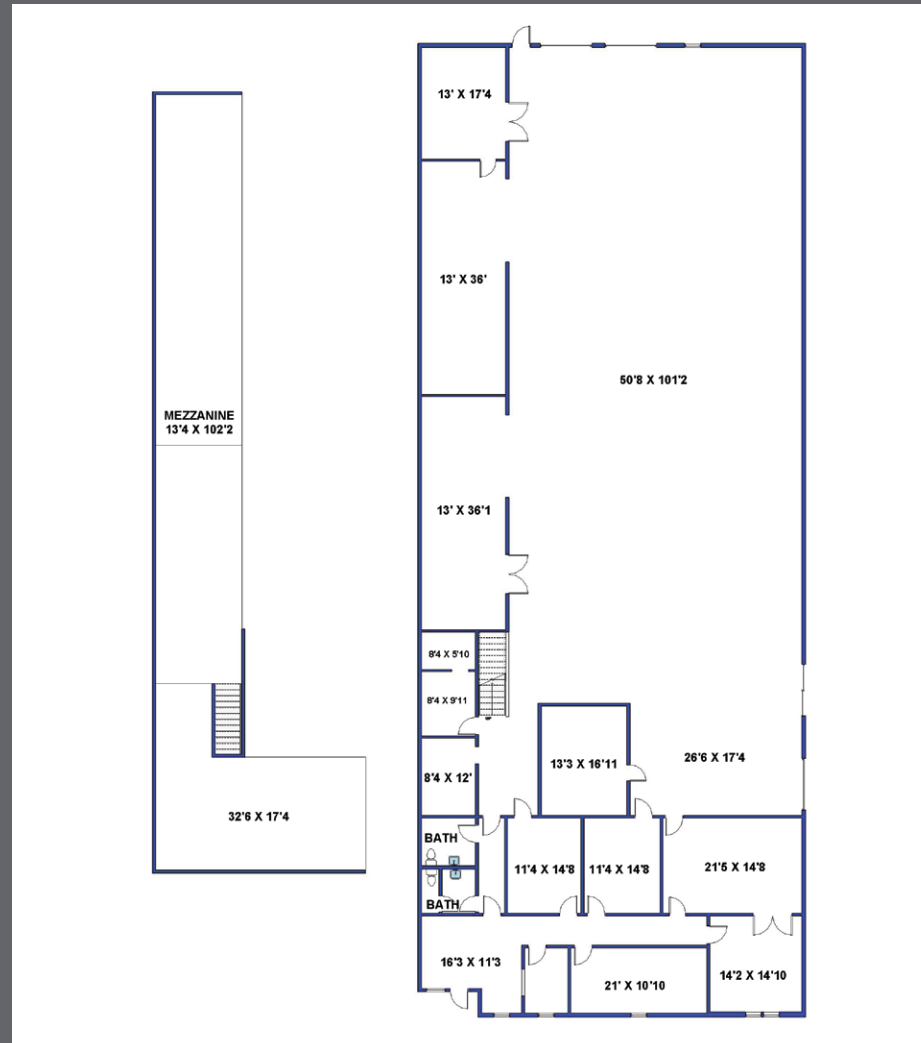 13' X 17'4
13' X 36'
50'8 X 101'2
MEZZANINE
13'4 X 102'2
13' X 36'1
8'4 X 5'10
8'4 X 9'11
26'6 X 17'4
13'3 X 16'11
8'4 X 12'
32'6 X 17'4
BATH
11'4 X 14'8
11'4 X 14'8
21'5 X 14'8
BATH
16'3 X 11'3
14'2 X 14'10
21' X 10'10